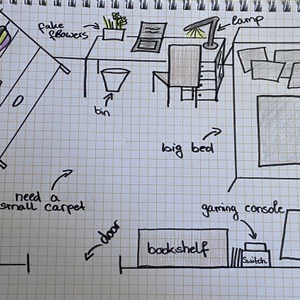 fake
flowers
lamp
bin
big bed
need a
small carpet
gaming console
door
bookshelf
Switch